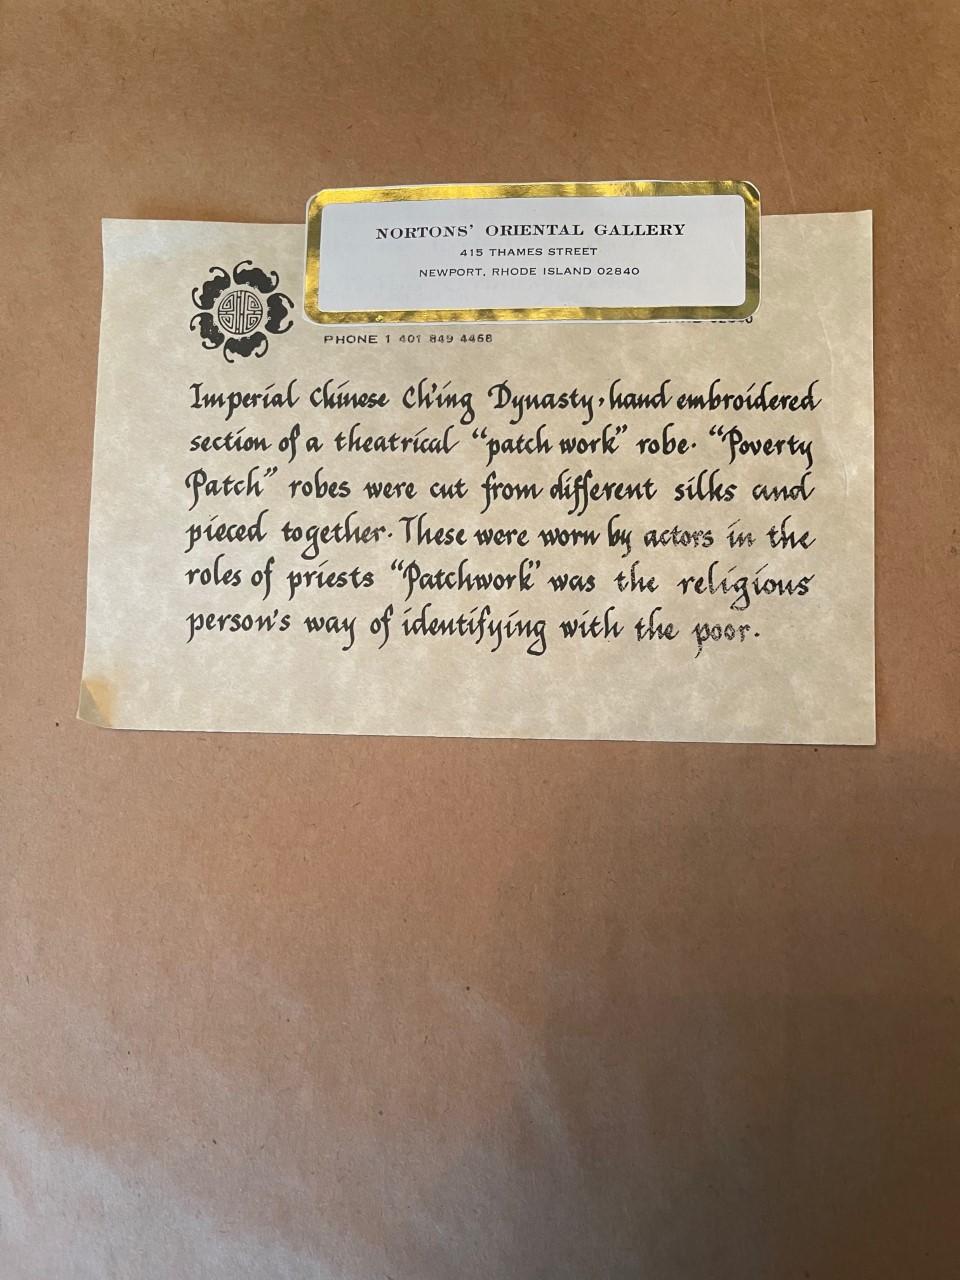 NORTONS' ORIENTAL GALLERY
415 THAMES STREET
NEWPORT, RHODE ISLAND 02840
PHONE 1 401 849 4468
Imperial Chinese Ch'ing Dynasty, hand embroidered
section of a theatrical "patch work" robe. "Poverty
Patch" robes were cut from different silks and
pieced together. These were worn by actors in the
roles of priests "Patchwork" was the religious
person's way of identifying with the poor.